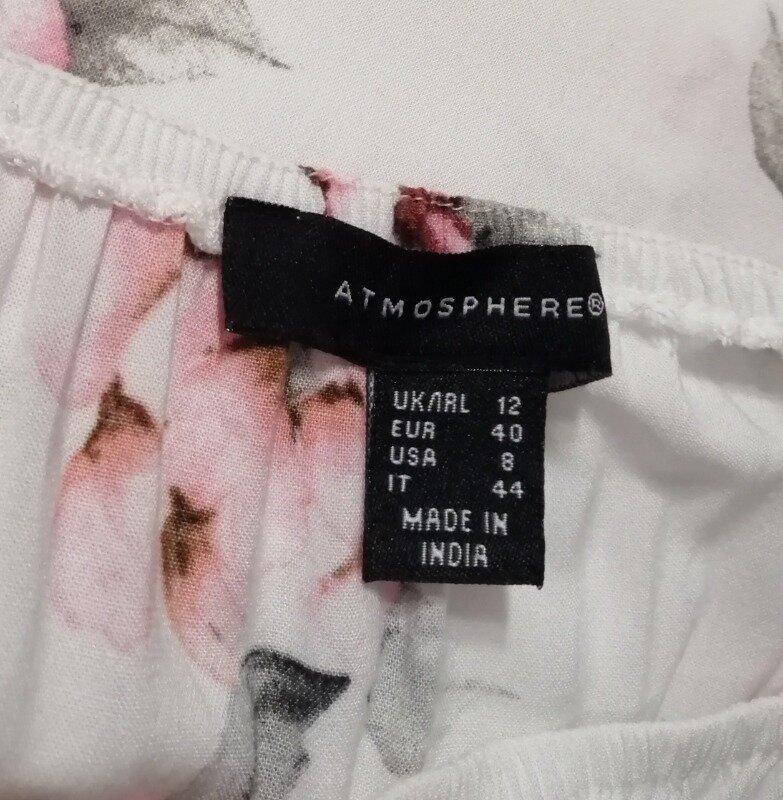 ATMOSPHERE®
UK/IRL 12
EUR 40
USA 8
IT 44
MADE IN
INDIA